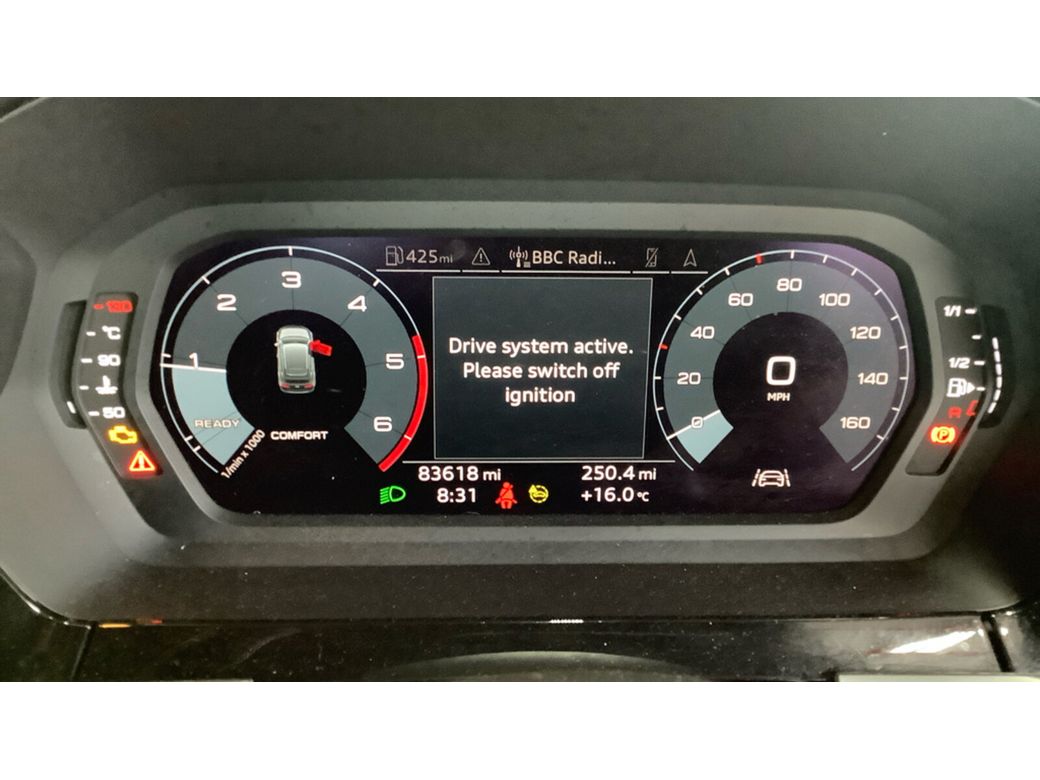 425mi
BBC Radi...
3
2
4
1
5
6
READY
1/min x 1000
COMFORT
°C
90
50
Drive system active.
Please switch off
ignition
83618 mi
250.4 mi
8:31
+16.0 °C
80
60
100
40
120
20
140
0
160
0
MPH
1/1
1/2
R
(P)